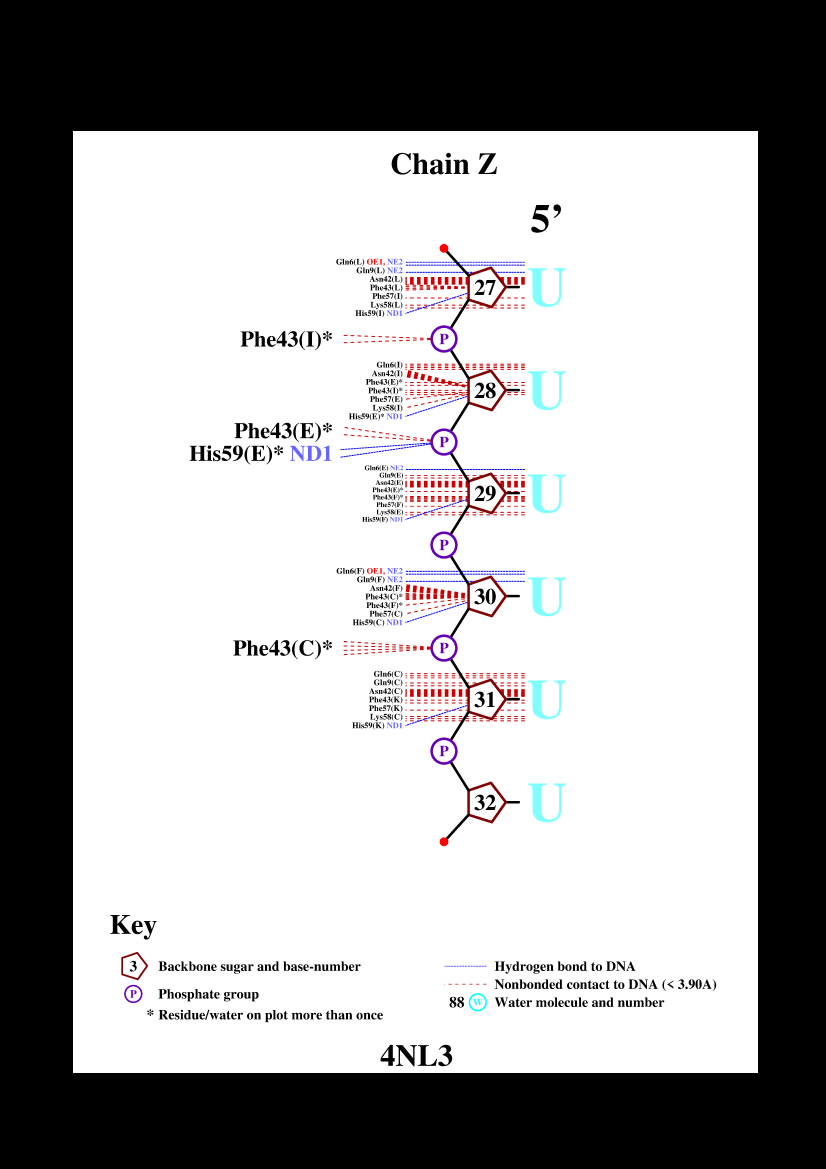 Chain Z
5’
Gln6(L) OE1, NE2
Gln9(L) NE2
Asn42(L)
Phe43(L)
Phe57(I)
Lys58(L)
His59(I) ND1
27 U
Phe43(I)* P
Gln6(I)
Asn42(I)
Phe43(E)*
Phe43(I)*
Phe57(E)
Lys58(I)
His59(E)* ND1
28 U
Phe43(E)*
His59(E)* ND1
P
Gln6(E) NE2
Gln9(E)
Asn42(E)
Phe43(E)*
Phe43(F)*
Phe57(F)
Lys58(E)
His59(F) ND1
29 U
P
Gln6(F) OE1, NE2
Gln9(F) NE2
Asn42(F)
Phe43(C)*
Phe43(F)*
Phe57(C)
His59(C) ND1
30 U
Phe43(C)* P
Gln6(C)
Gln9(C)
Asn42(C)
Phe43(K)
Phe57(K)
Lys58(C)
His59(K) ND1
31 U
P
32 U
Key
3 Backbone sugar and base-number
P Phosphate group
* Residue/water on plot more than once
Hydrogen bond to DNA
Nonbonded contact to DNA (< 3.90A)
88 W Water molecule and number
4NL3